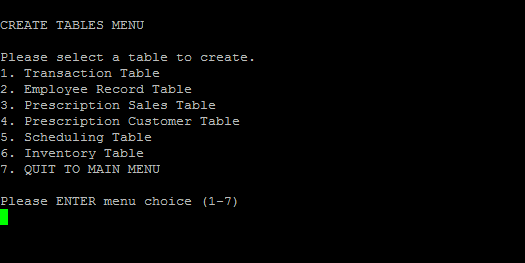 CREATE TABLES MENU
Please select a table to create.
1. Transaction Table
2. Employee Record Table
3. Prescription Sales Table
4. Prescription Customer Table
5. Scheduling Table
6. Inventory Table
7. QUIT TO MAIN MENU
Please ENTER menu choice (1-7)